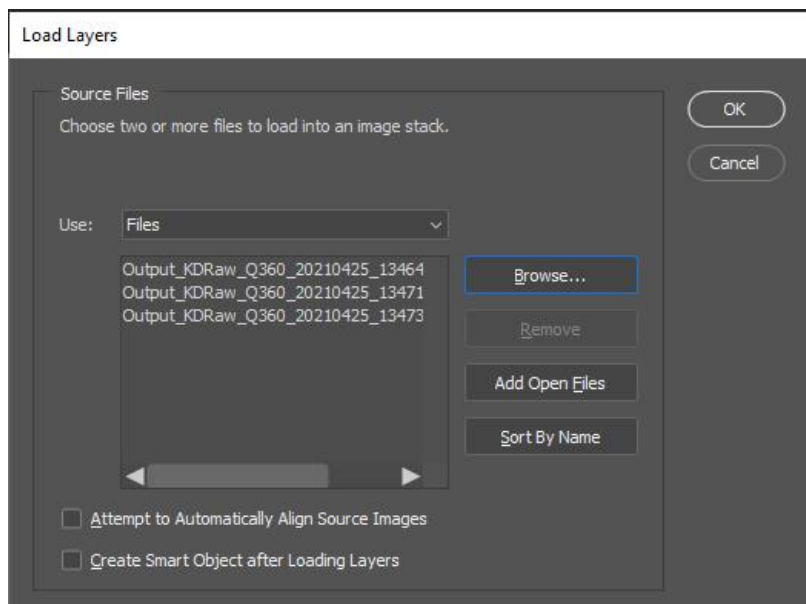 Load Layers
Source Files
Choose two or more files to load into an image stack.
OK
Cancel
Use:
Files
Output_KDRaw_Q360_20210425_13464
Output_KDRaw_Q360_20210425_13471
Output_KDRaw_Q360_20210425_13473
Browse...
Remove
Add Open Files
Sort By Name
Attempt to Automatically Align Source Images
Create Smart Object after Loading Layers